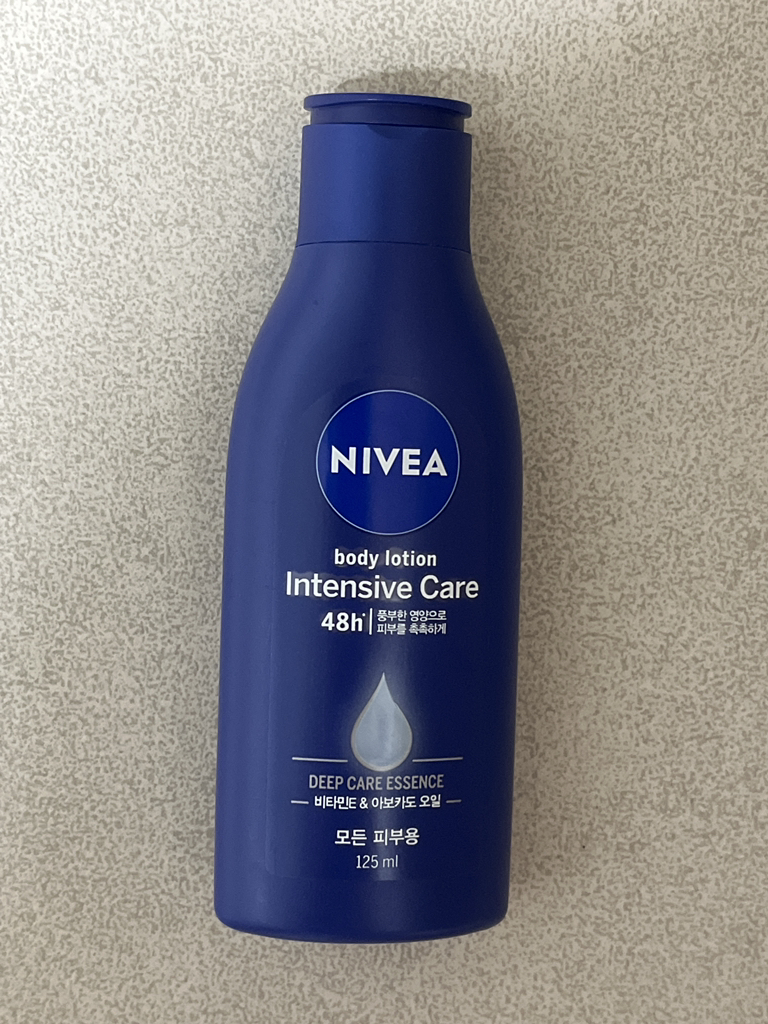 NIVEA
body lotion
Intensive Care
48h* 풍부한 영양으로
피부를 촉촉하게
DEEP CARE ESSENCE
비타민E & 아보카도 오일
모든 피부용
125 ml